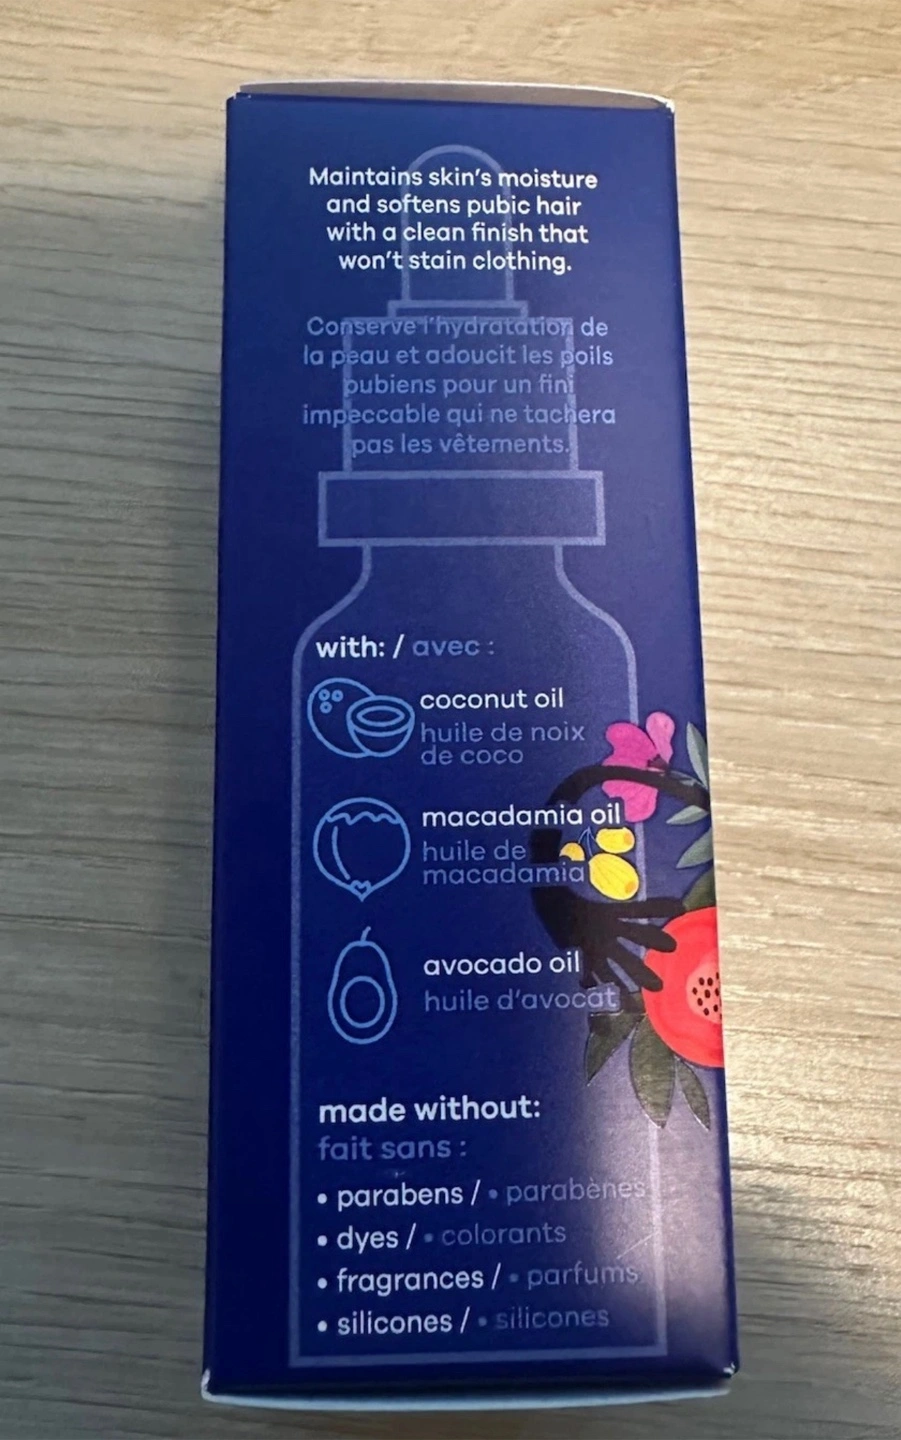 Maintains skin's moisture
and softens pubic hair
with a clean finish that
won't stain clothing.
Conserve l'hydratation de
la peau et adoucit les poils
pubiens pour un fini
impeccable qui ne tachera
pas les vêtements.
with: / avec :
coconut oil
huile de noix
de coco
macadamia oil
huile de
macadamia
avocado oil
huile d'avocat
made without:
fait sans :
• parabens / • parabènes
• dyes / • colorants
• fragrances / • parfums
• silicones / • silicones